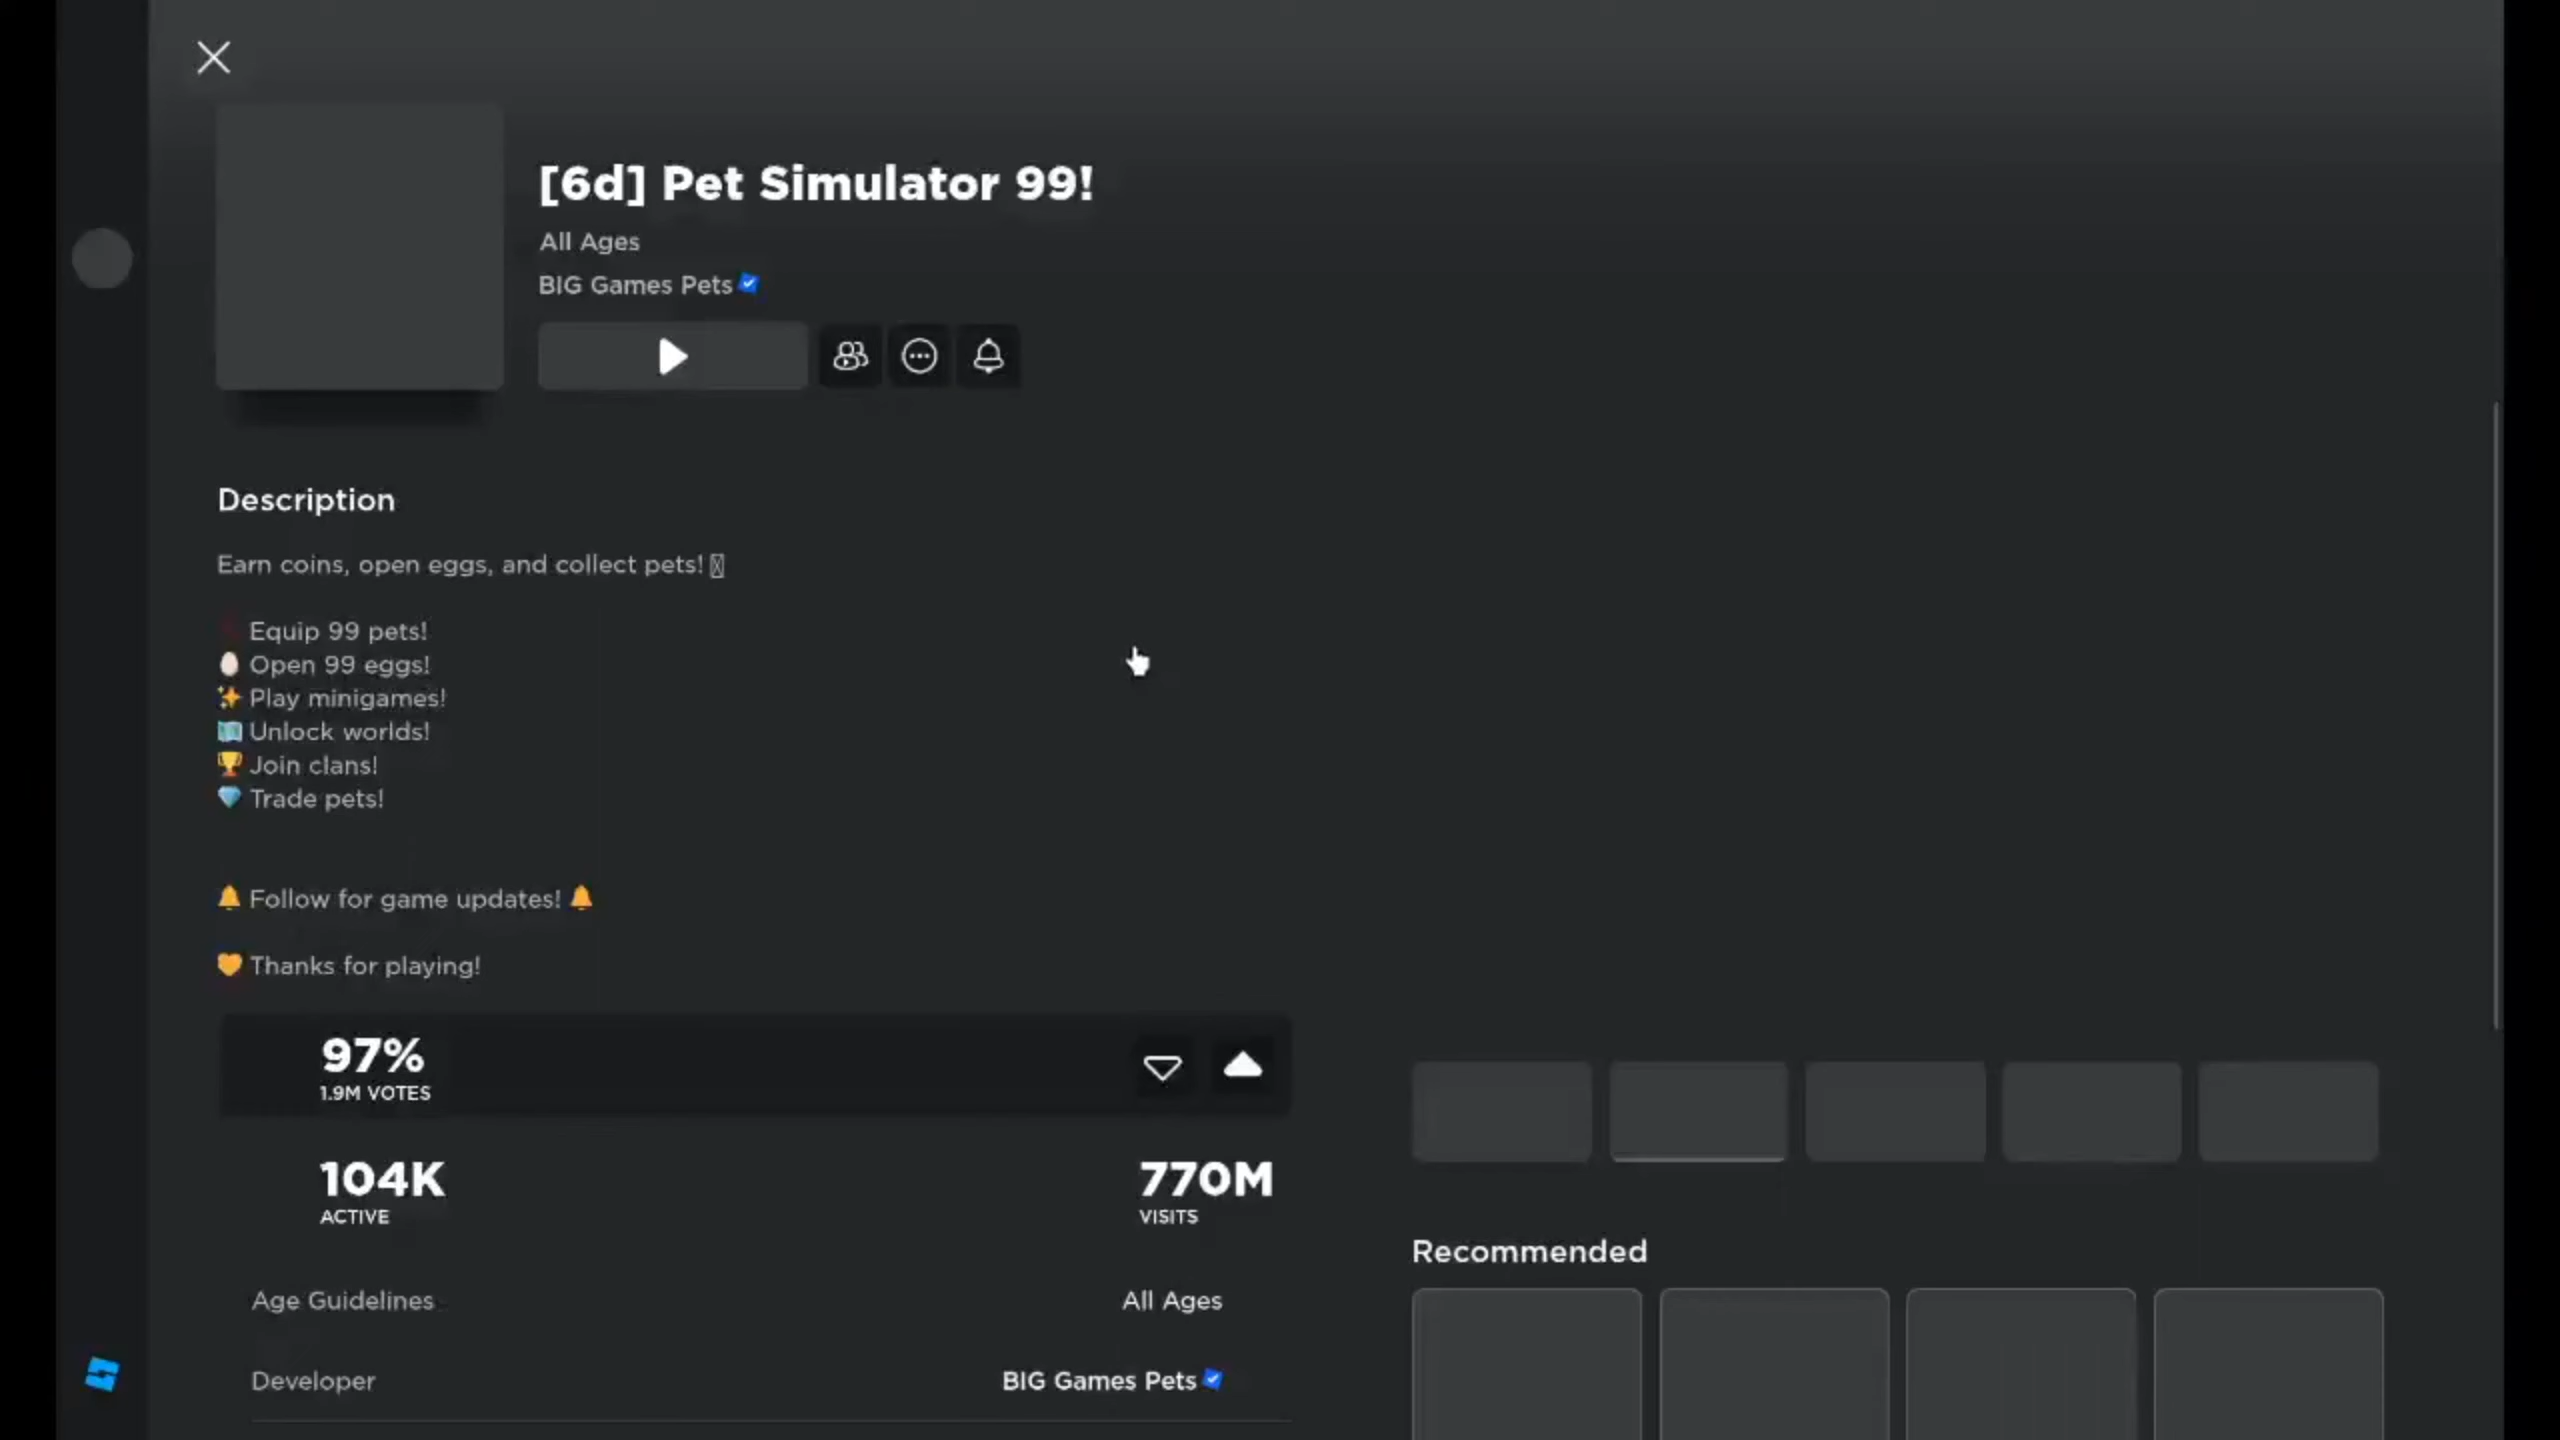 [6d] Pet Simulator 99!
All Ages
BIG Games Pets
Description
Earn coins, open eggs, and collect pets!
Equip 99 pets!
🥚 Open 99 eggs!
✨ Play minigames!
🗺️ Unlock worlds!
🏆 Join clans!
💎 Trade pets!
🔔 Follow for game updates! 🔔
🧡 Thanks for playing!
97%
1.9M VOTES
104K
ACTIVE
770M
VISITS
Age Guidelines
All Ages
Developer
BIG Games Pets
Recommended